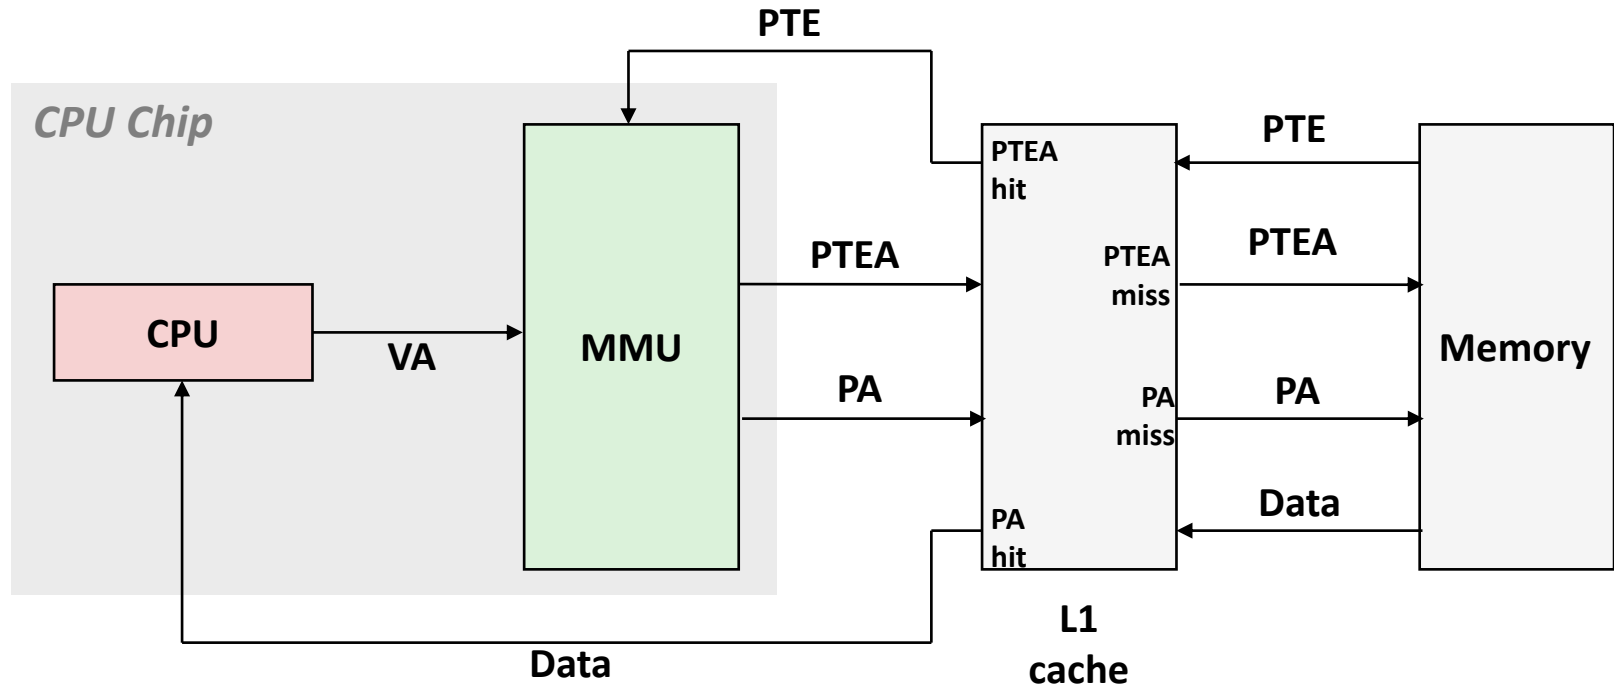 PTE
CPU Chip
PTEA
hit
PTE
PTEA
PTEA
miss
PTEA
CPU
VA
MMU
Memory
PA
PA
miss
PA
PA
hit
Data
Data
L1
cache